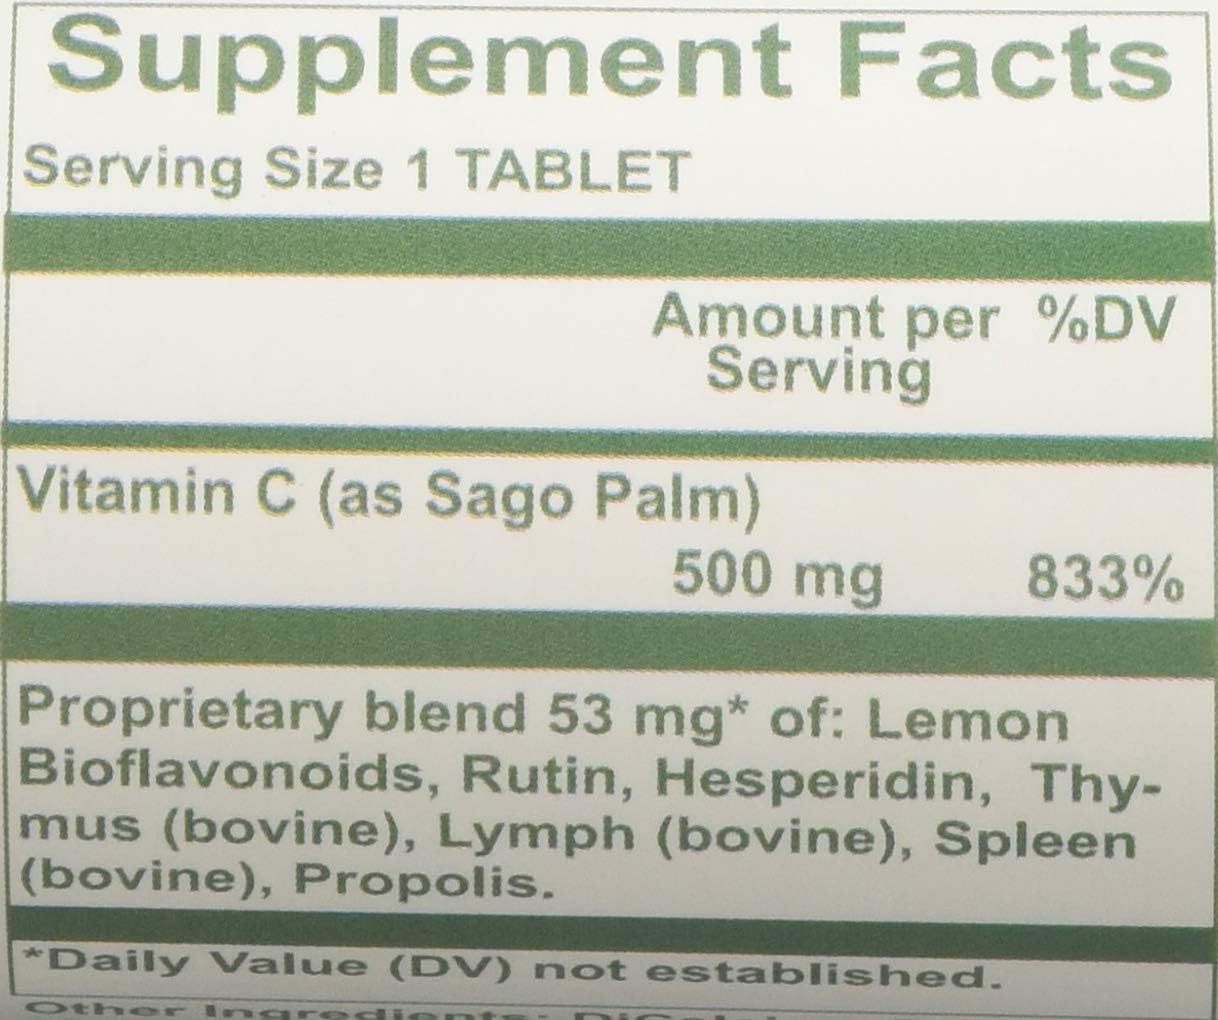 Supplement Facts
Serving Size 1 TABLET
Amount per %DV
Serving
Vitamin C (as Sago Palm)
500 mg 833%
Proprietary blend 53 mg* of: Lemon
Bioflavonoids, Rutin, Hesperidin, Thy-
mus (bovine), Lymph (bovine), Spleen
(bovine), Propolis.
*Daily Value (DV) not established.
Other Ingredients: